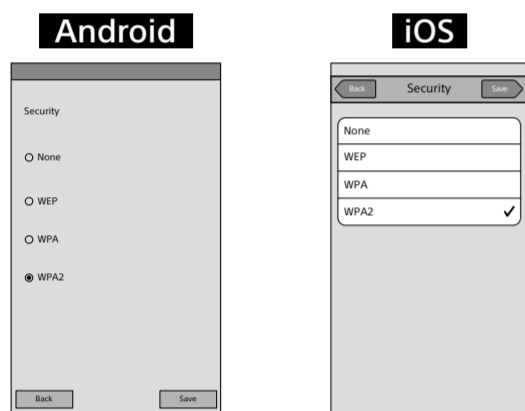 Android
Security
None
WEP
WPA
WPA2
Back Save
iOS
Back Security Save
None
WEP
WPA
WPA2